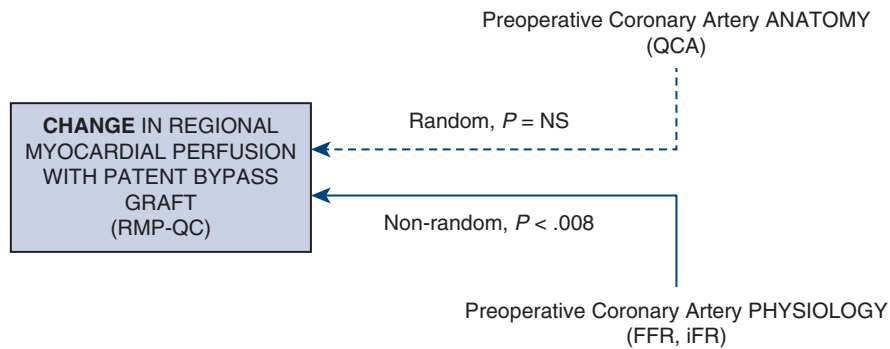 Preoperative Coronary Artery ANATOMY
(QCA)
Random, P = NS
CHANGE IN REGIONAL
MYOCARDIAL PERFUSION
WITH PATENT BYPASS
GRAFT
(RMP-QC)
Non-random, P < .008
Preoperative Coronary Artery PHYSIOLOGY
(FFR, iFR)